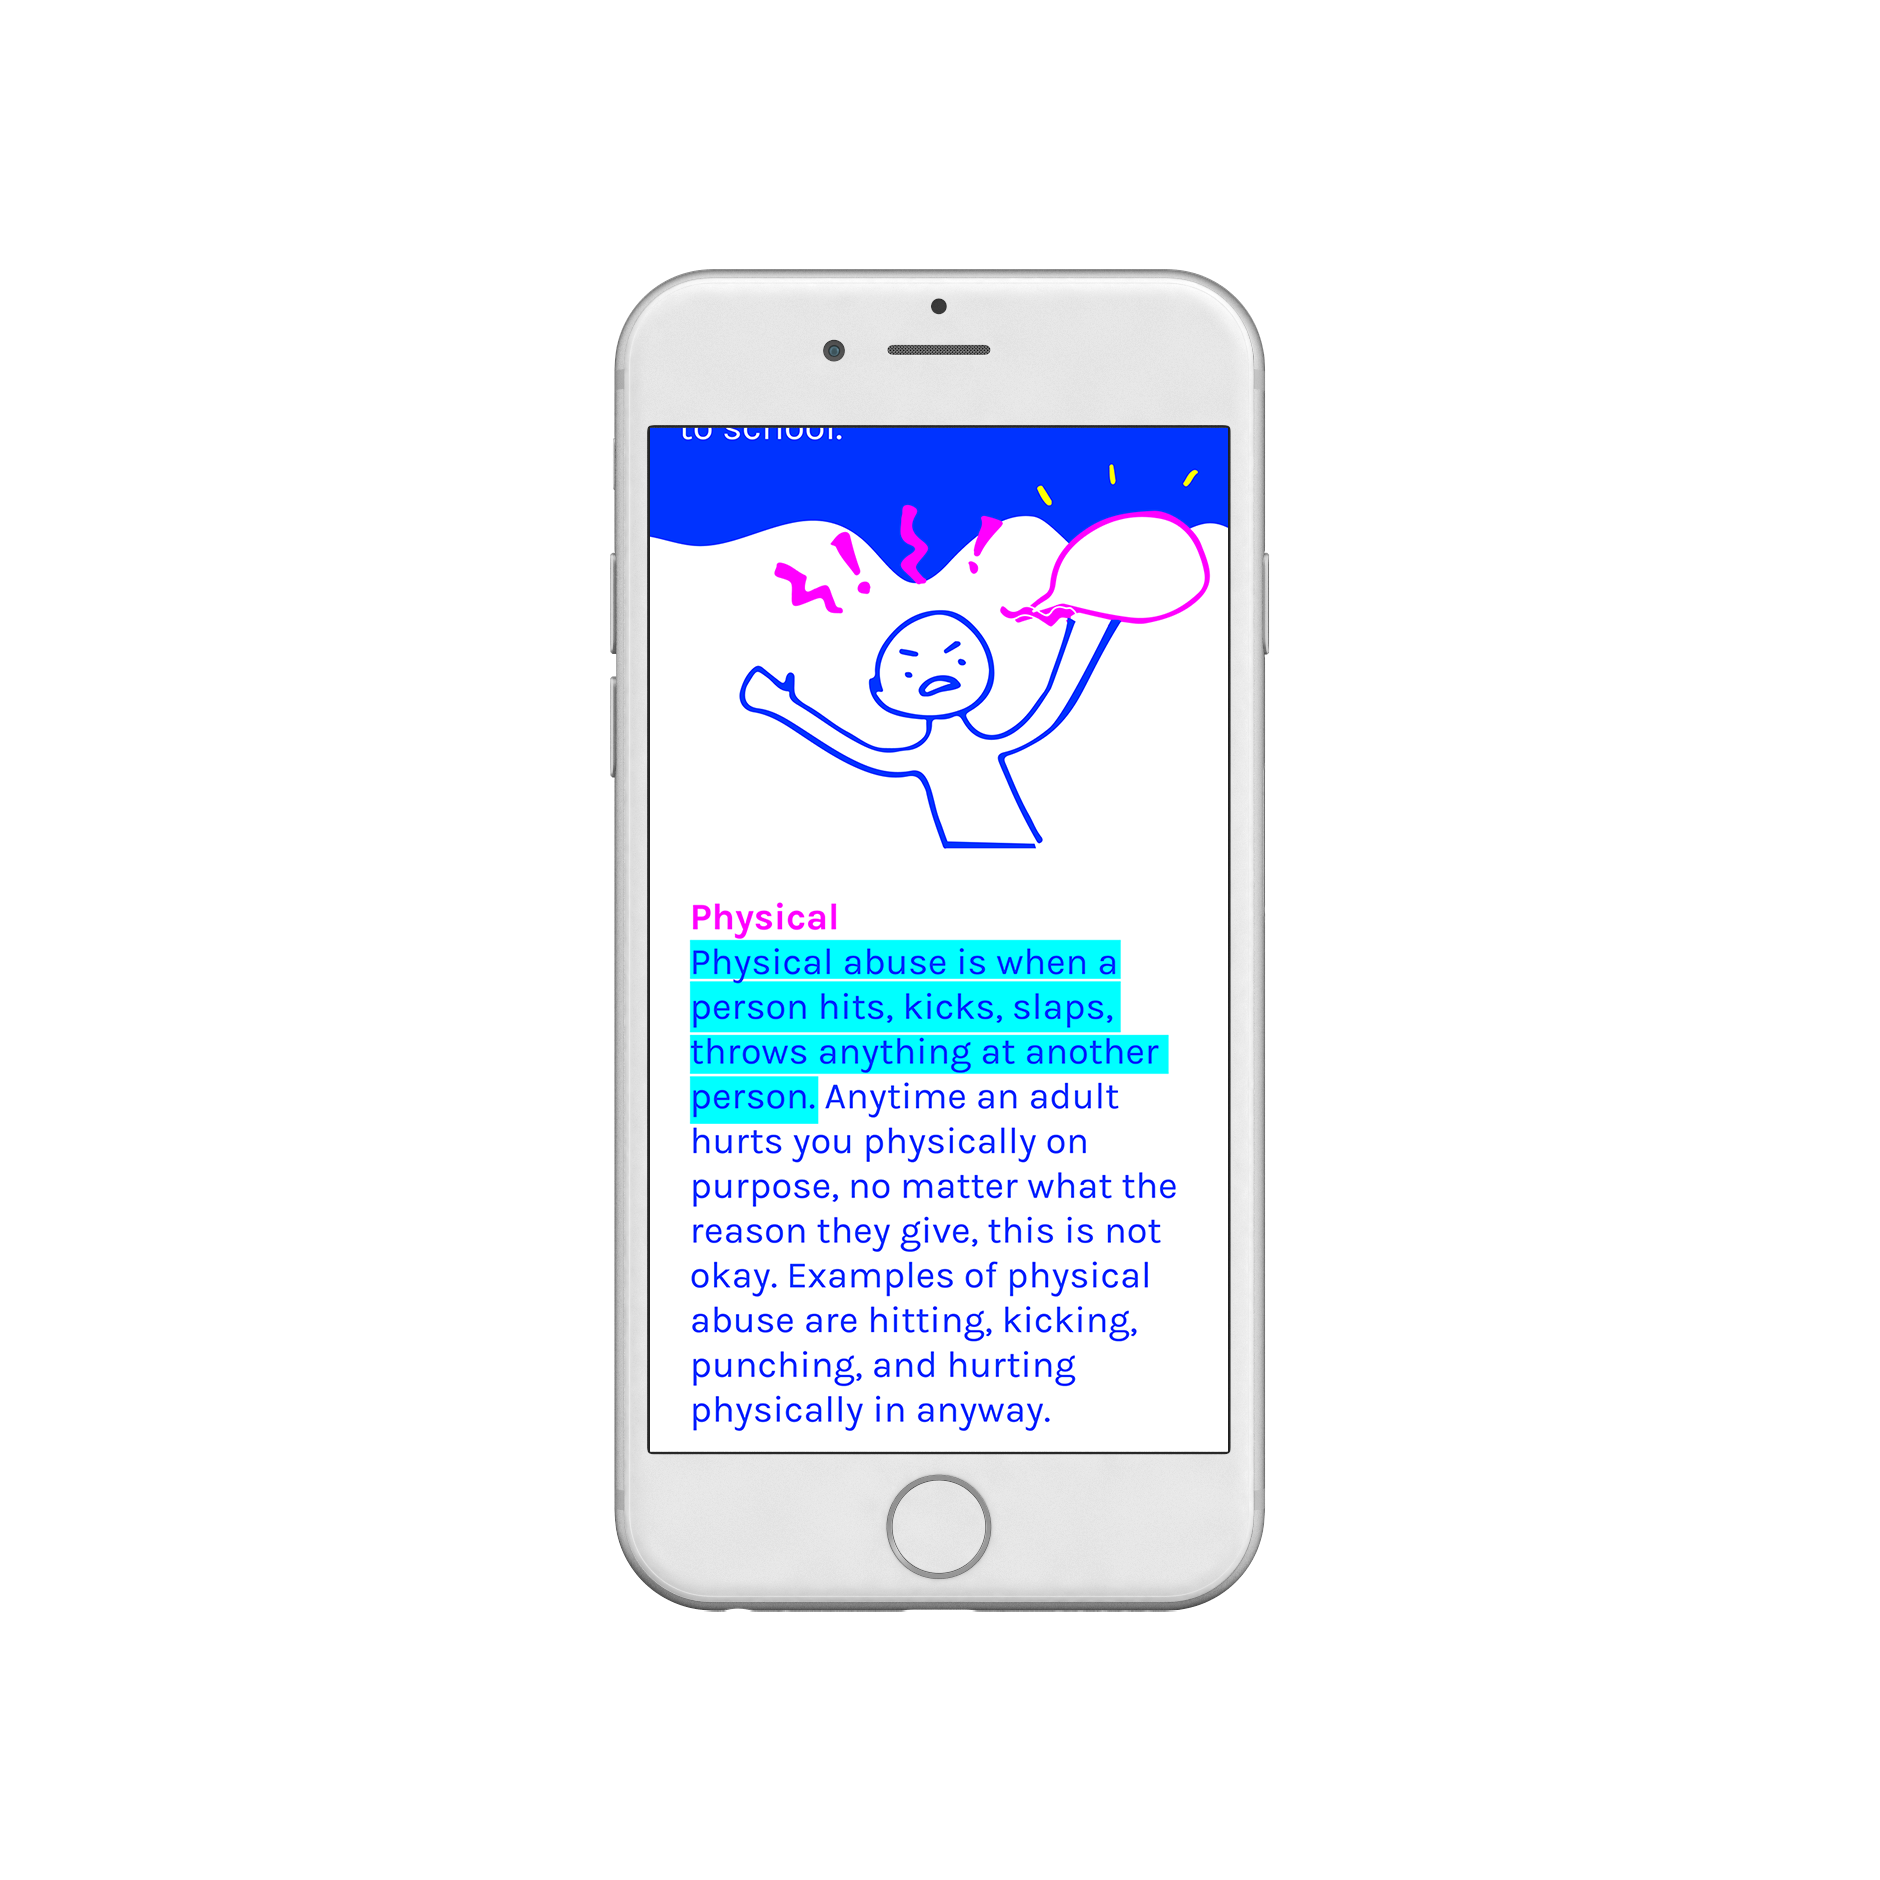 to school.
Physical
Physical abuse is when a
person hits, kicks, slaps,
throws anything at another
person. Anytime an adult
hurts you physically on
purpose, no matter what the
reason they give, this is not
okay. Examples of physical
abuse are hitting, kicking,
punching, and hurting
physically in anyway.